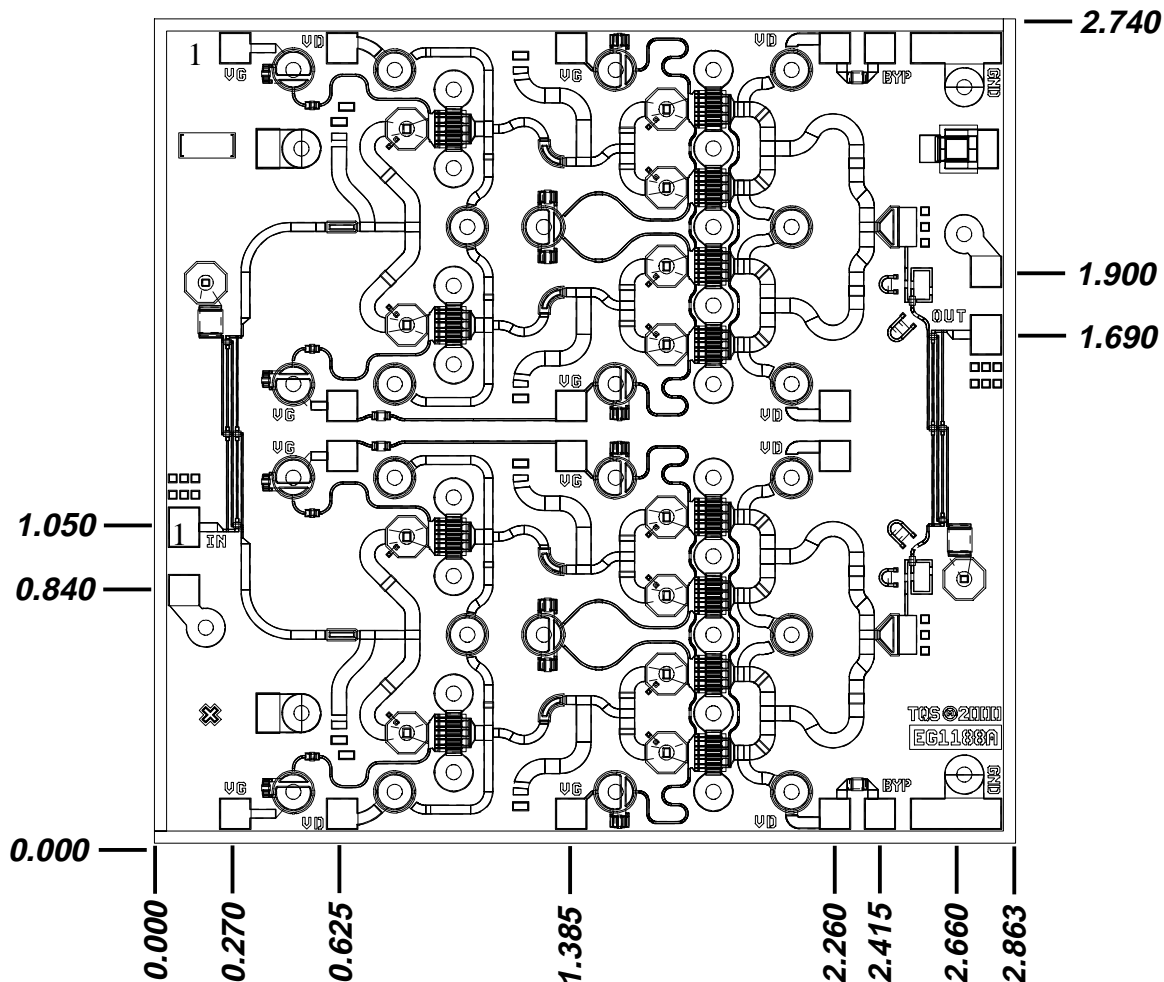 2.740
1
VG
VD
VG
VD
BYP
GND
1.900
OUT
1.690
VG
VG
VD
VG
VG
VD
1.050
1
IN
0.840
TQS ©2000
EG1188A
VG
VD
VG
VD
BYP
GND
0.000
0.000
0.270
0.625
1.385
2.260
2.415
2.660
2.863